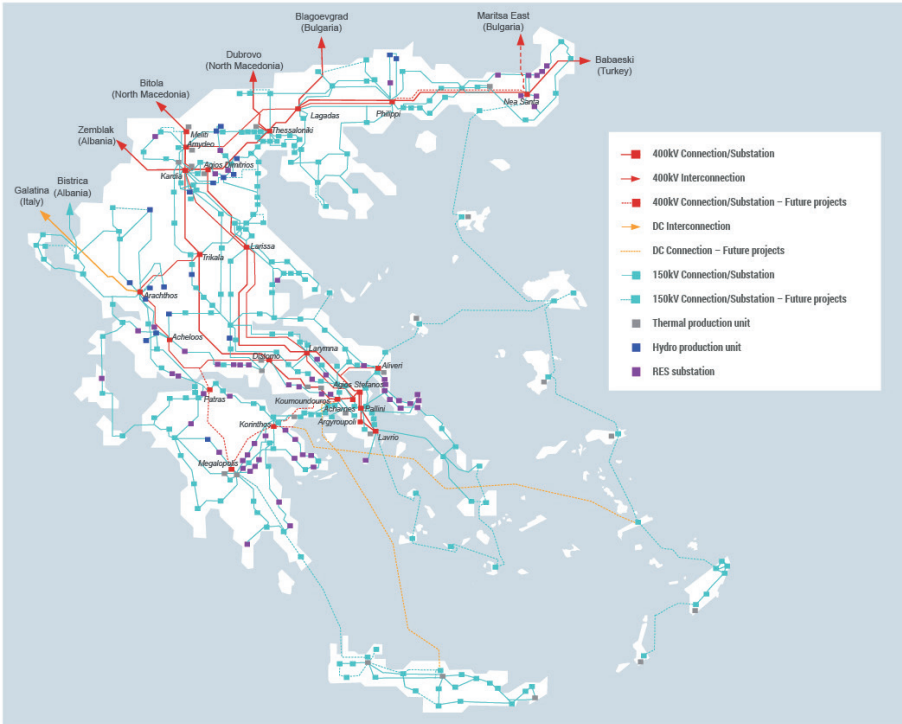 Blagoevgrad
(Bulgaria)
Maritsa East
(Bulgaria)
Dubrovo
(North Macedonia)
Babaeski
(Turkey)
Bitola
(North Macedonia)
Zemblak
(Albania)
Bistrica
(Albania)
Galatina
(Italy)
Nea Santa
Philippi
Lagadas
Thessaloniki
Meliti
Amydeo
Agios Dimitrios
Kardia
Larissa
Trikala
Arachthos
Acheloos
Larymna
Distomo
Aliveri
Agios Stefanos
Koumoundouros
Acharnes
Pallini
Argyroupoli
Lavrio
Patras
Korinthos
Megalopolis
400kV Connection/Substation
400kV Interconnection
400kV Connection/Substation – Future projects
DC Interconnection
DC Connection – Future projects
150kV Connection/Substation
150kV Connection/Substation – Future projects
Thermal production unit
Hydro production unit
RES substation